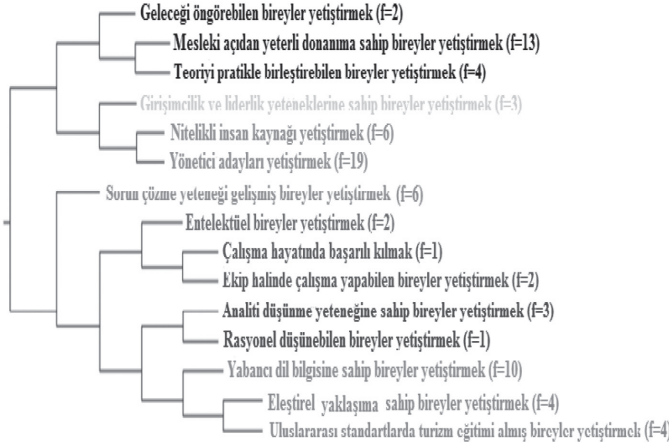 Geleceği öngörebilen bireyler yetiştirmek (f=2)
Mesleki açıdan yeterli donanıma sahip bireyler yetiştirmek (f=13)
Teoriyi pratikle birleştirebilen bireyler yetiştirmek (f=4)
Girişimcilik ve liderlik yeteneklerine sahip bireyler yetiştirmek (f=3)
Nitelikli insan kaynağı yetiştirmek (f=6)
Yönetici adayları yetiştirmek (f=19)
Sorun çözme yeteneği gelişmiş bireyler yetiştirmek (f=6)
Entelektüel bireyler yetiştirmek (f=2)
Çalışma hayatında başarılı kılmak (f=1)
Ekip halinde çalışma yapabilen bireyler yetiştirmek (f=2)
Analiti düşünme yeteneğine sahip bireyler yetiştirmek (f=3)
Rasyonel düşünebilen bireyler yetiştirmek (f=1)
Yabancı dil bilgisine sahip bireyler yetiştirmek (f=10)
Eleştirel yaklaşıma sahip bireyler yetiştirmek (f=4)
Uluslararası standartlarda turizm eğitimi almış bireyler yetiştirmek (f=4)